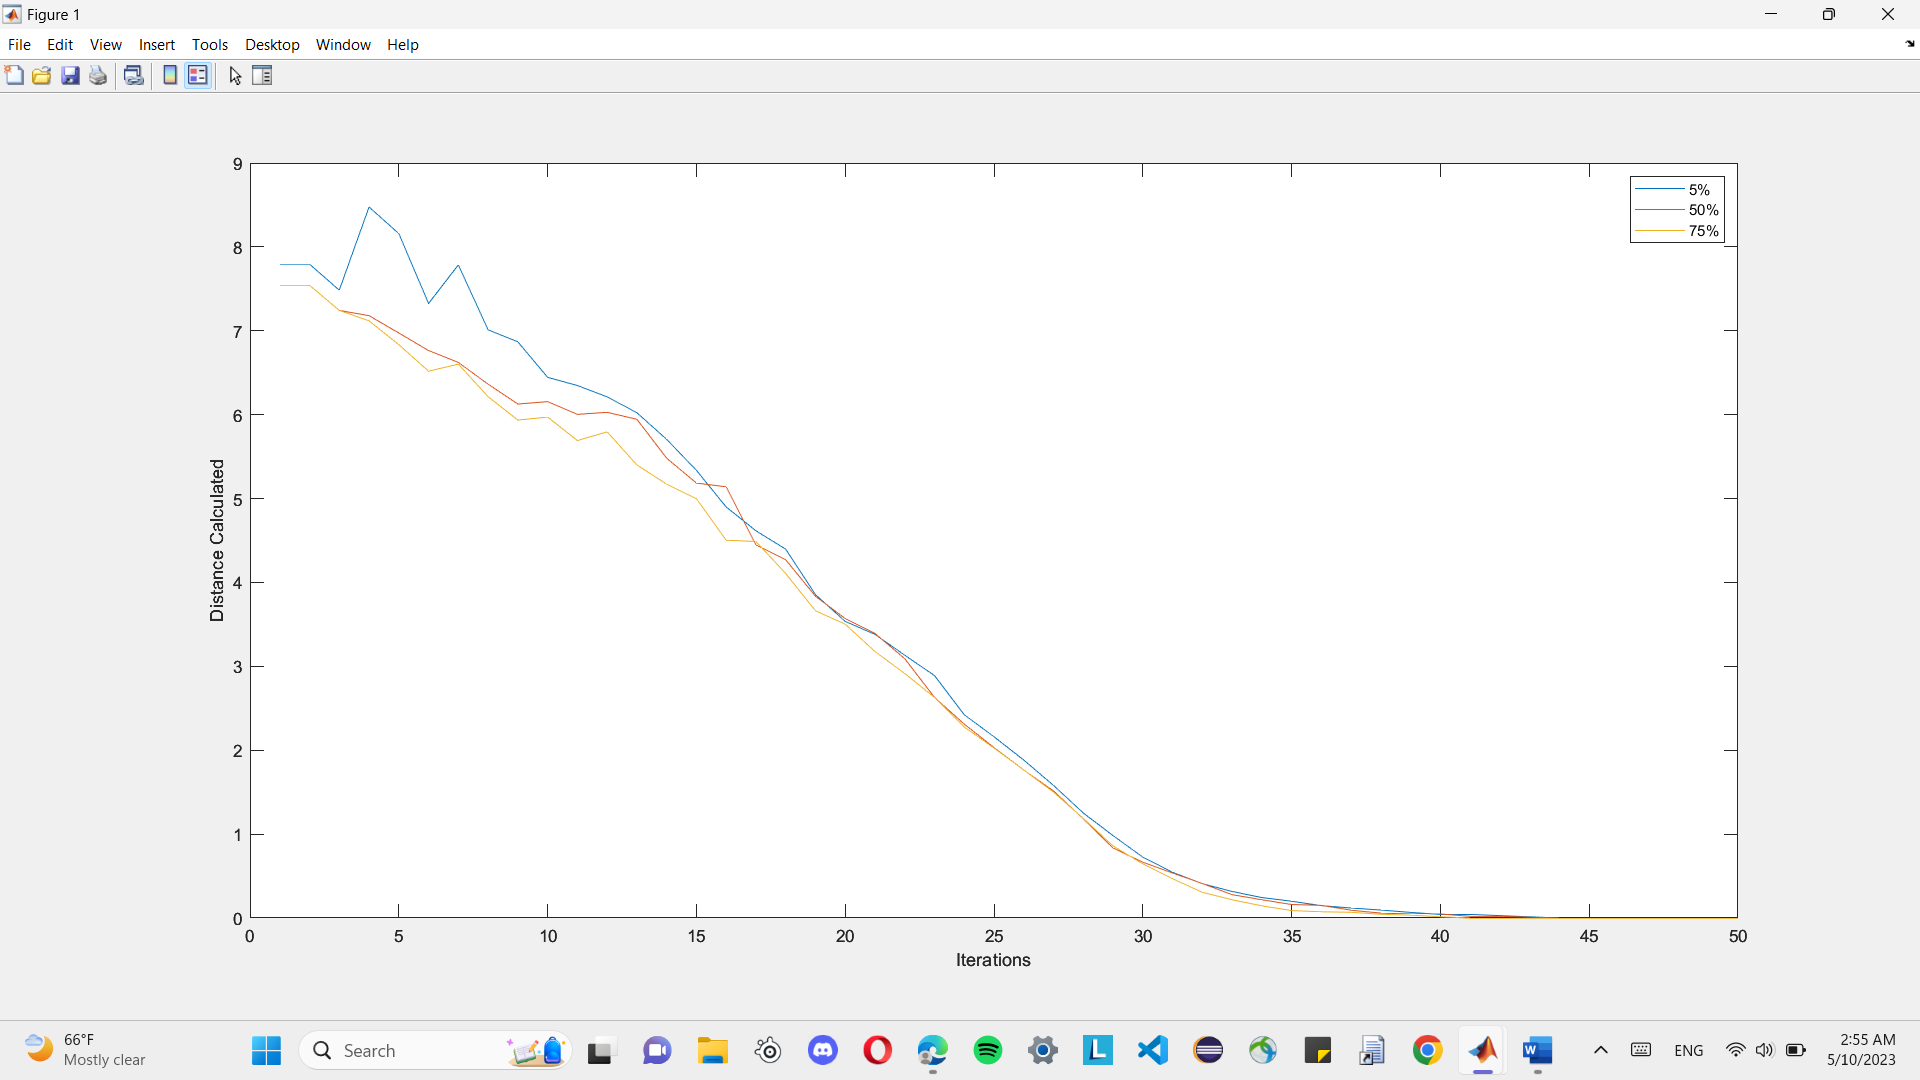 Figure 1
File Edit View Insert Tools Desktop Window Help
9
8
7
6
5
4
3
2
1
0
Distance Calculated
5%
50%
75%
0 5 10 15 20 25 30 35 40 45 50
Iterations
66°F
Mostly clear
Search
L
W
ENG
2:55 AM
5/10/2023